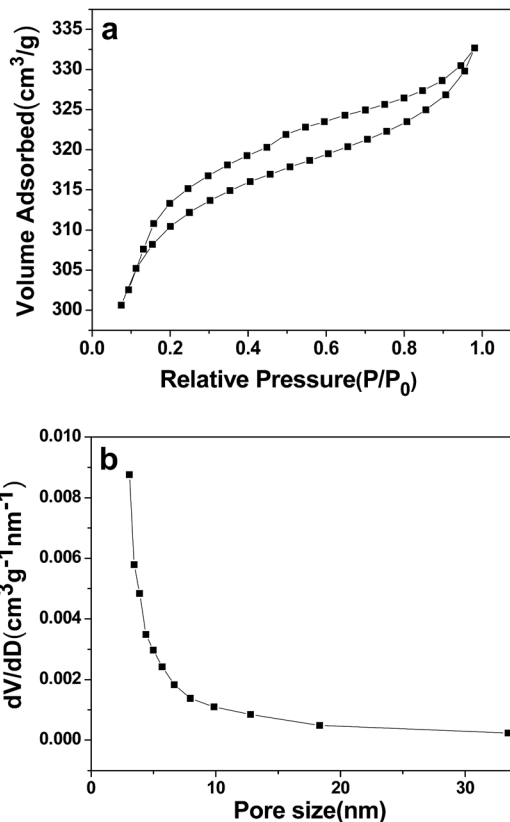 a
335
330
325
320
315
310
305
300
Volume Adsorbed(cm³/g)
0.0 0.2 0.4 0.6 0.8 1.0
Relative Pressure(P/P₀)
b
0.010
0.008
0.006
0.004
0.002
0.000
dV/dD(cm³g⁻¹nm⁻¹)
0 10 20 30
Pore size(nm)